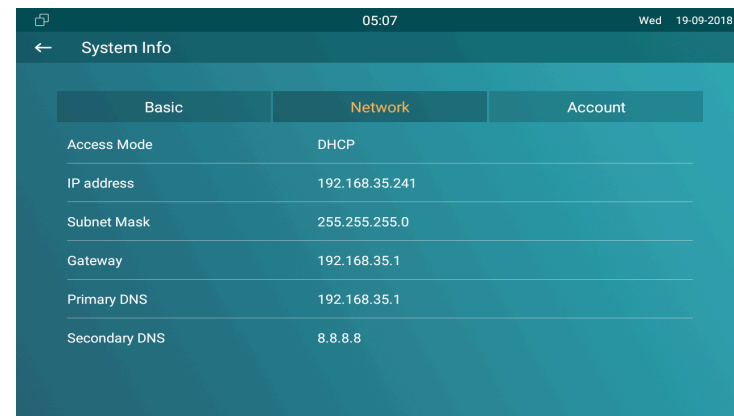 05:07 Wed 19-09-2018
System Info
Basic Network Account
Access Mode DHCP
IP address 192.168.35.241
Subnet Mask 255.255.255.0
Gateway 192.168.35.1
Primary DNS 192.168.35.1
Secondary DNS 8.8.8.8